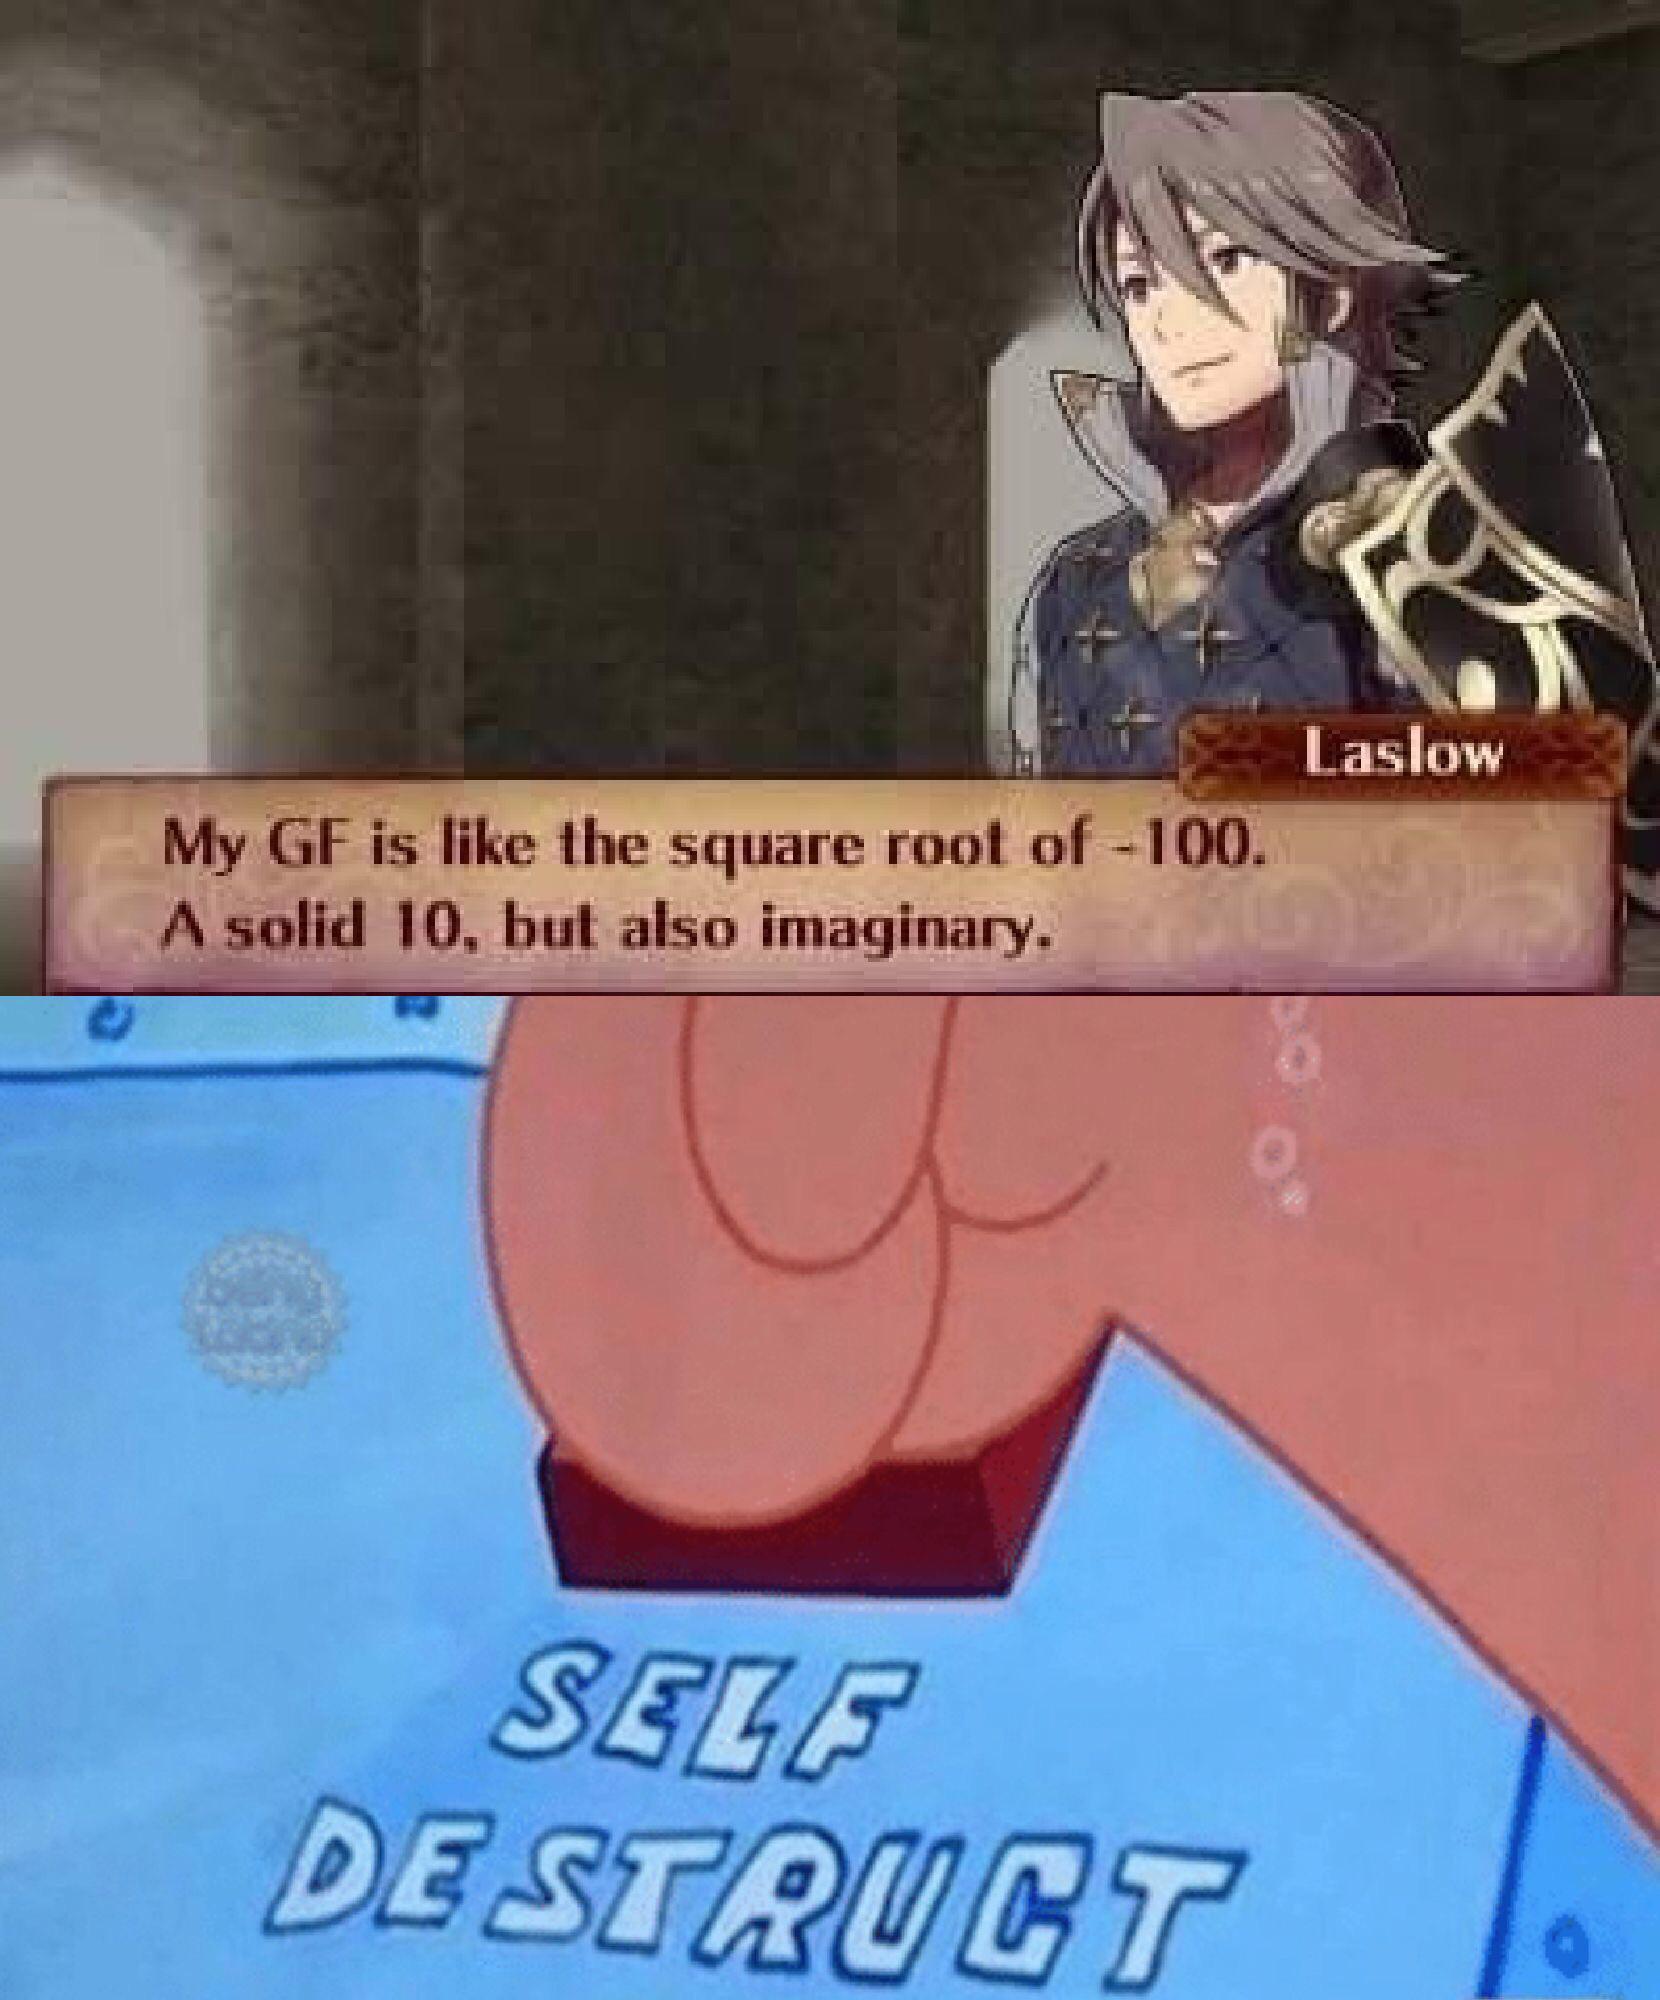 Laslow
My GF is like the square root of -100.
A solid 10, but also imaginary.
SELF
DESTRUCT